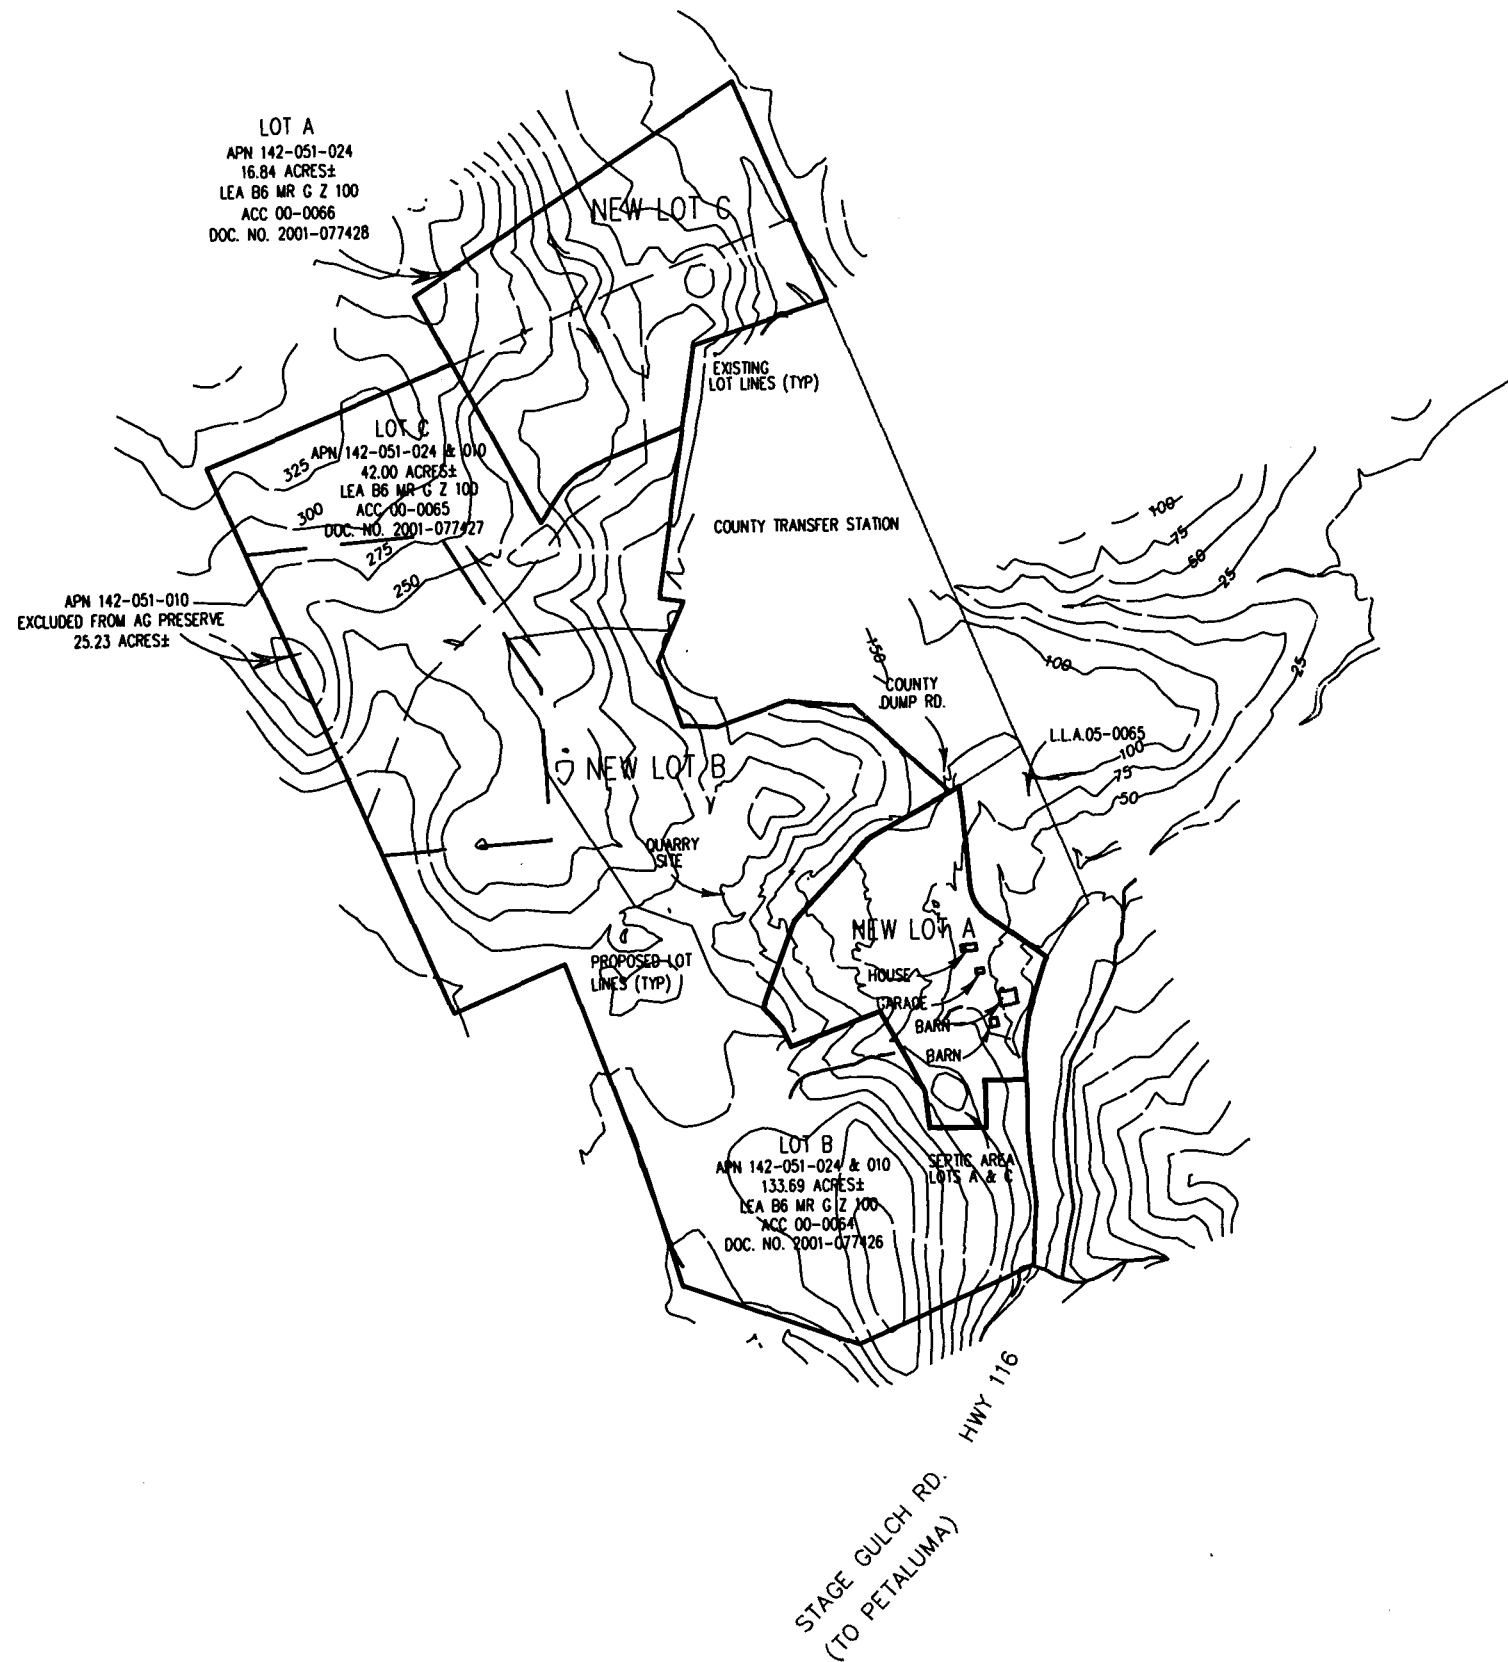 LOT A
APN 142-051-024
16.84 ACRES±
LEA B6 MR G Z 100
ACC 00-0066
DOC. NO. 2001-077428
NEW LOT C
EXISTING
LOT LINES (TYP)
LOT C
APN 142-051-024 & 010
42.00 ACRES±
LEA B6 MR G Z 100
ACC 00-0065
DOC. NO. 2001-077427
325
300
275
250
COUNTY TRANSFER STATION
100
75
50
25
APN 142-051-010
EXCLUDED FROM AG PRESERVE
25.23 ACRES±
150
COUNTY
DUMP RD.
100
25
L.L.A.05-0065
100
75
50
NEW LOT B
QUARRY
SITE
NEW LOT A
PROPOSED LOT
LINES (TYP)
HOUSE
GARAGE
BARN
BARN
LOT B
APN 142-051-024 & 010
133.69 ACRES±
LEA B6 MR G Z 100
ACC 00-0064
DOC. NO. 2001-077426
SEPTIC AREA
LOTS A & C
HWY 116
STAGE GULCH RD.
(TO PETALUMA)